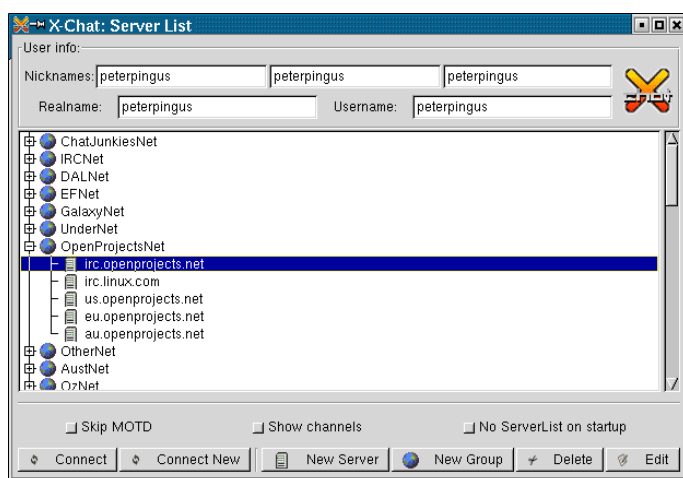 X-Chat: Server List
User info:
Nicknames: peterpingus peterpingus peterpingus
Realname: peterpingus Username: peterpingus
ChatJunkiesNet
IRCNet
DALNet
EFNet
GalaxyNet
UnderNet
OpenProjectsNet
irc.openprojects.net
irc.linux.com
us.openprojects.net
eu.openprojects.net
au.openprojects.net
OtherNet
AustNet
OzNet
Skip MOTD Show channels No ServerList on startup
Connect Connect New New Server New Group Delete Edit